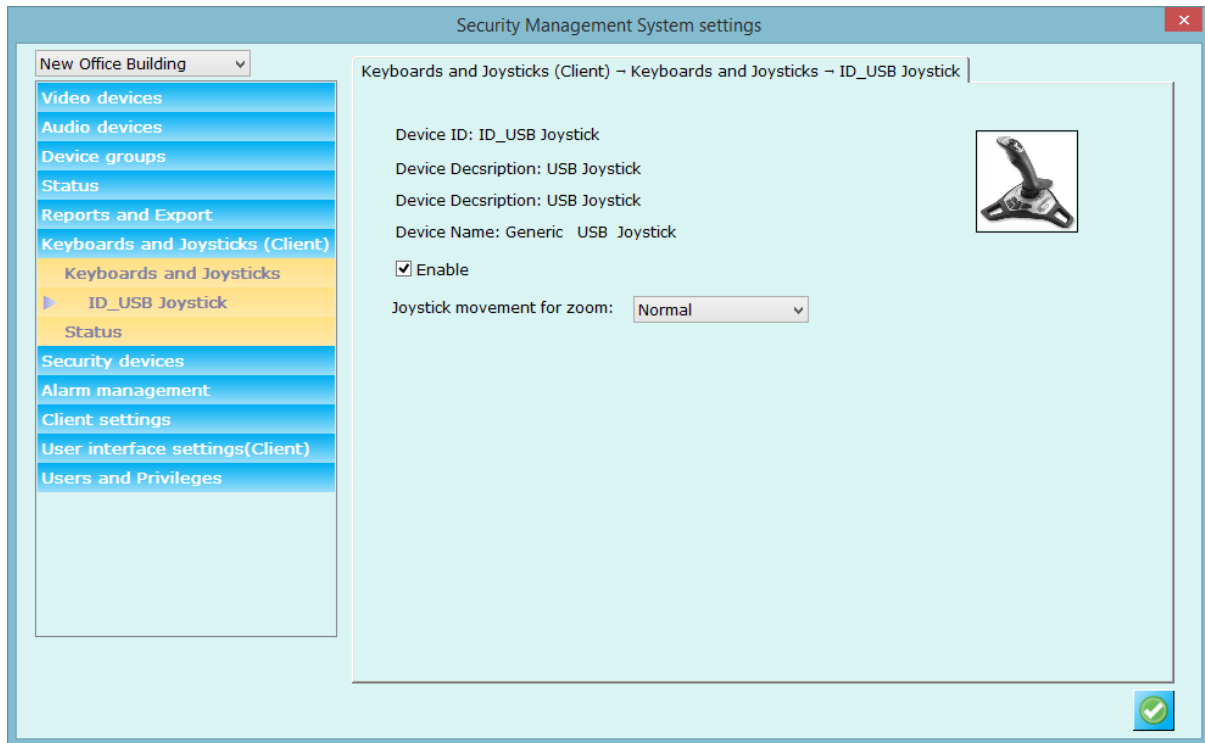 Security Management System settings
New Office Building
Video devices
Audio devices
Device groups
Status
Reports and Export
Keyboards and Joysticks (Client)
Keyboards and Joysticks
ID_USB Joystick
Status
Security devices
Alarm management
Client settings
User interface settings(Client)
Users and Privileges
Keyboards and Joysticks (Client) → Keyboards and Joysticks → ID_USB Joystick
Device ID: ID_USB Joystick
Device Decsription: USB Joystick
Device Decsription: USB Joystick
Device Name: Generic USB Joystick
Enable
Joystick movement for zoom: Normal